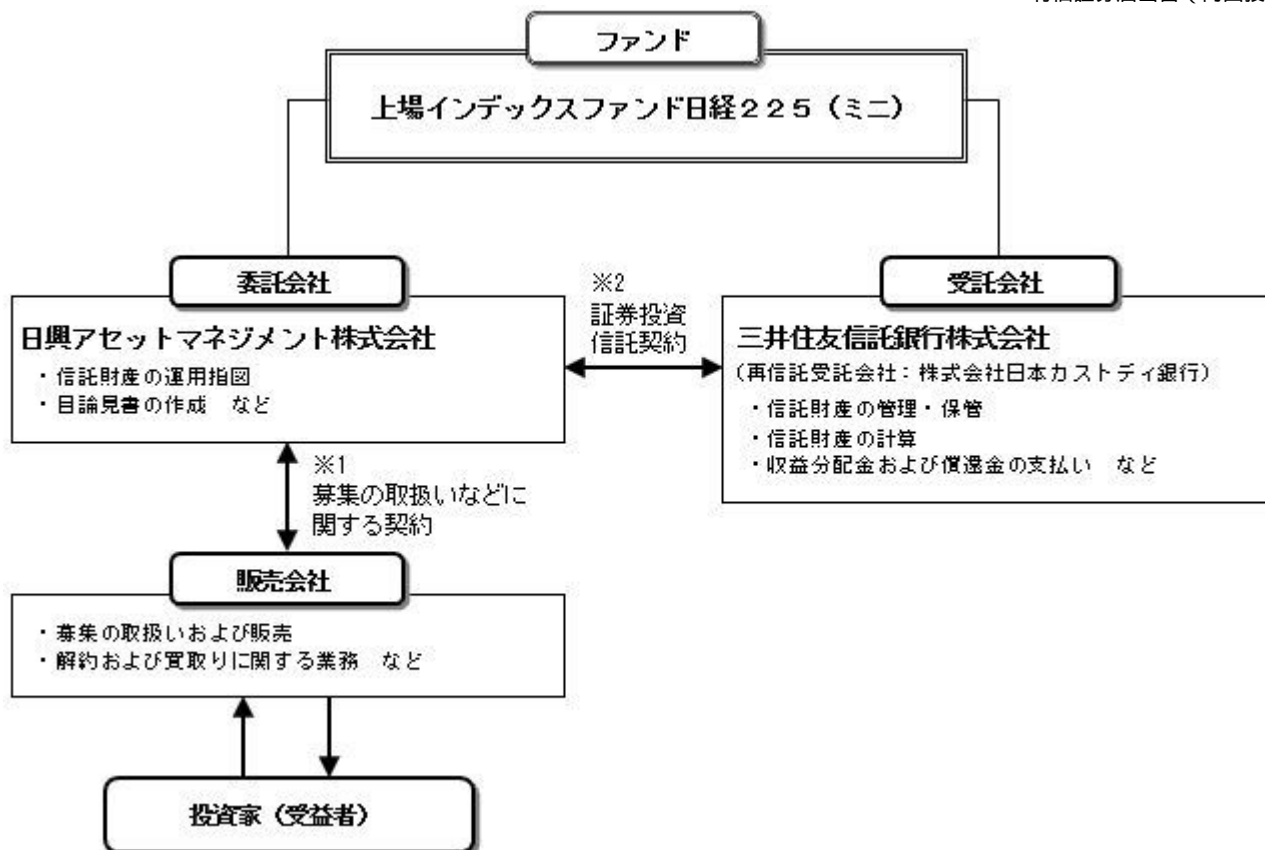 ファンド
上場インデックスファンド日経２２５（ミニ）
委託会社
日興アセットマネジメント株式会社
・信託財産の運用指図
・目論見書の作成　など
※2
証券投資
信託契約
受託会社
三井住友信託銀行株式会社
（再信託受託会社：株式会社日本カストディ銀行）
・信託財産の管理・保管
・信託財産の計算
・収益分配金および償還金の支払い　など
※1
募集の取扱いなどに
関する契約
販売会社
・募集の取扱いおよび販売
・解約および買取りに関する業務　など
投資家（受益者）